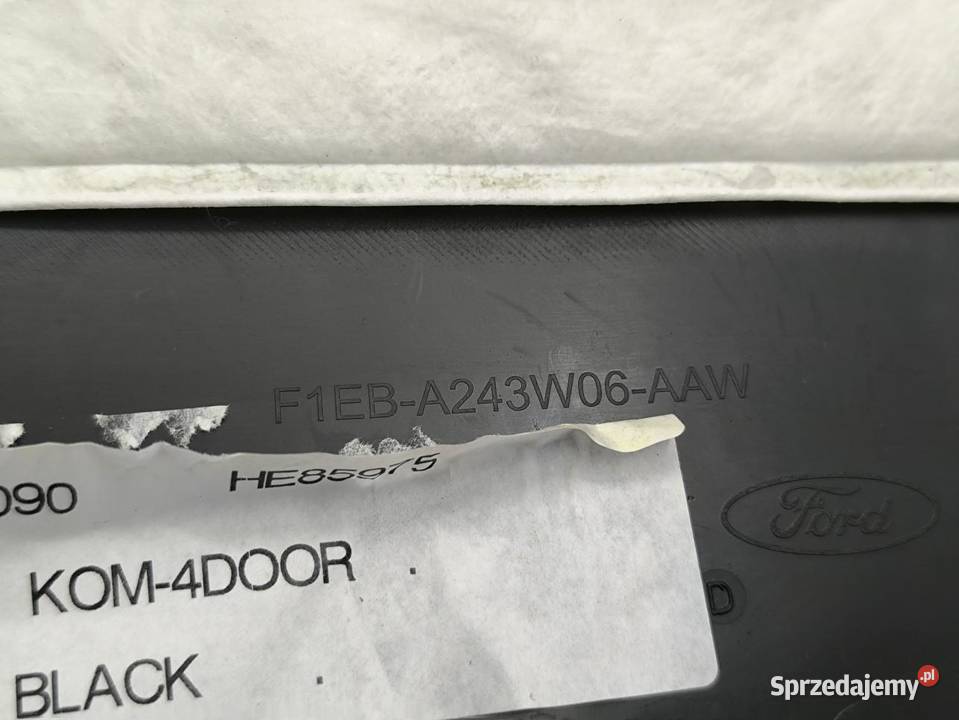 F1EB-A243W06-AAW
HE85975
090
Ford
KOM-4DOOR
D
BLACK
Sprzedajemy.pl